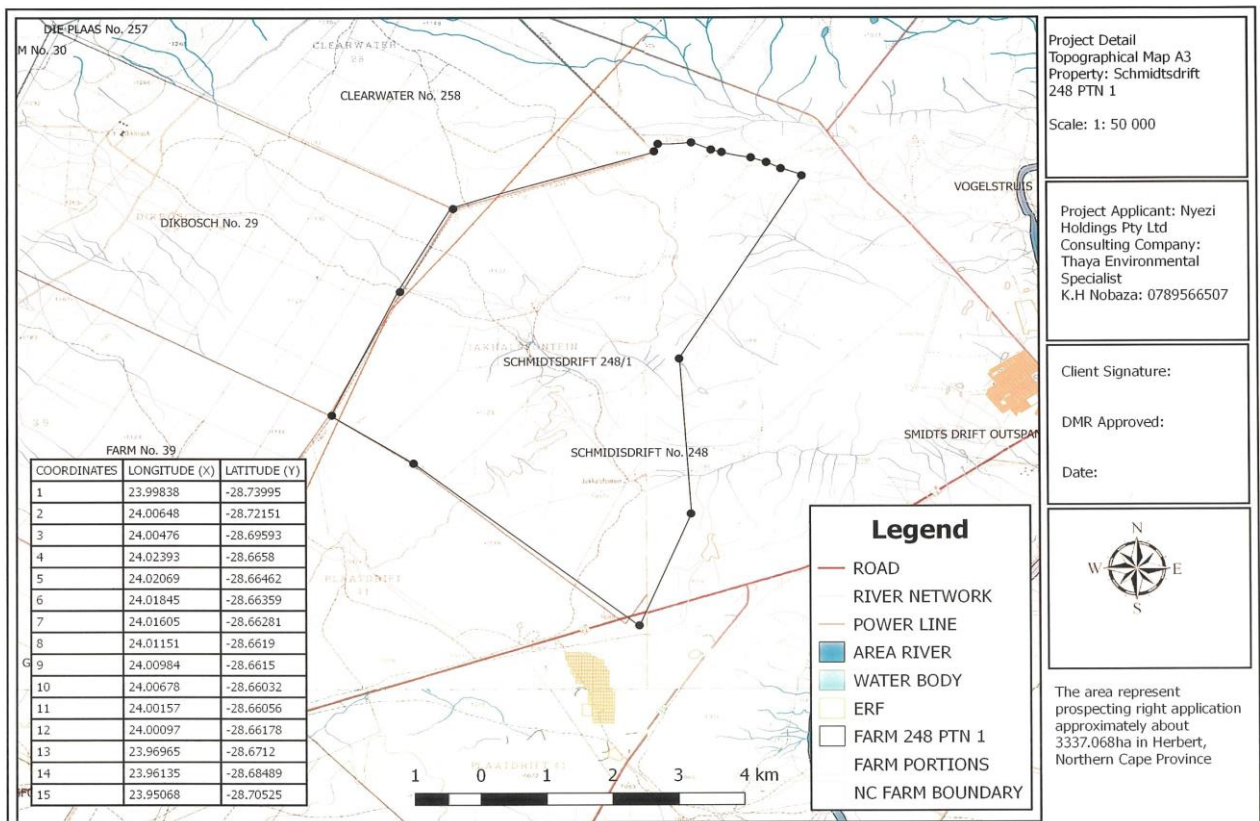 DIE PLAAS No. 257
M No. 30
CLEARWATER
28
CLEARWATER No. 258
VOGELSTRUIS
DIKBOSCH No. 29
SCHMIDTSDRIFT 248/1
SMIDTS DRIFT OUTSPAN
SCHMIDISDRIFT No. 248
39
FARM No. 39
PLAATDRIFT
41
PLAATDRIFT 41
COORDINATES LONGITUDE (X) LATITUDE (Y)
1 23.99838 -28.73995
2 24.00648 -28.72151
3 24.00476 -28.69593
4 24.02393 -28.6658
5 24.02069 -28.66462
6 24.01845 -28.66359
7 24.01605 -28.66281
8 24.01151 -28.6619
9 24.00984 -28.6615
10 24.00678 -28.66032
11 24.00157 -28.66056
12 24.00097 -28.66178
13 23.96965 -28.6712
14 23.96135 -28.68489
15 23.95068 -28.70525
1 0 1 2 3 4 km
Legend
ROAD
RIVER NETWORK
POWER LINE
AREA RIVER
WATER BODY
ERF
FARM 248 PTN 1
FARM PORTIONS
NC FARM BOUNDARY
Project Detail
Topographical Map A3
Property: Schmidtsdrift
248 PTN 1
Scale: 1: 50 000
Project Applicant: Nyezi
Holdings Pty Ltd
Consulting Company:
Thaya Environmental
Specialist
K.H Nobaza: 0789566507
Client Signature:
DMR Approved:
Date:
N
W E
S
The area represent
prospecting right application
approximately about
3337.068ha in Herbert,
Northern Cape Province